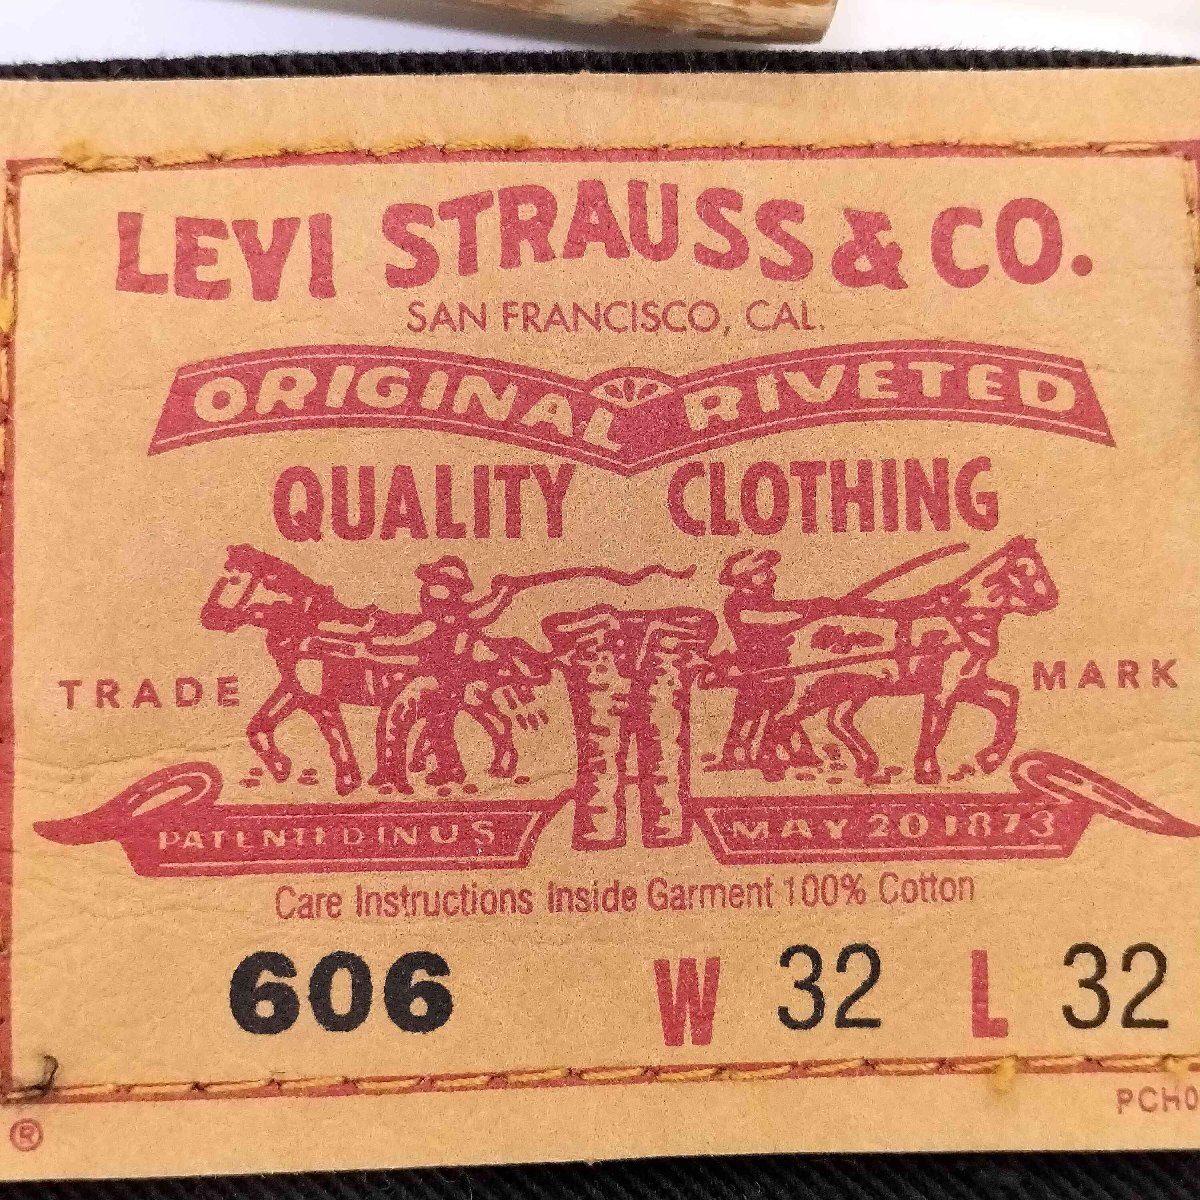 LEVI STRAUSS & CO.
SAN FRANCISCO, CAL.
ORIGINAL RIVETED
QUALITY CLOTHING
TRADE MARK
PATENTED IN U S MAY 20 1873
Care Instructions Inside Garment 100% Cotton
606 W 32 L 32
PCH0
®